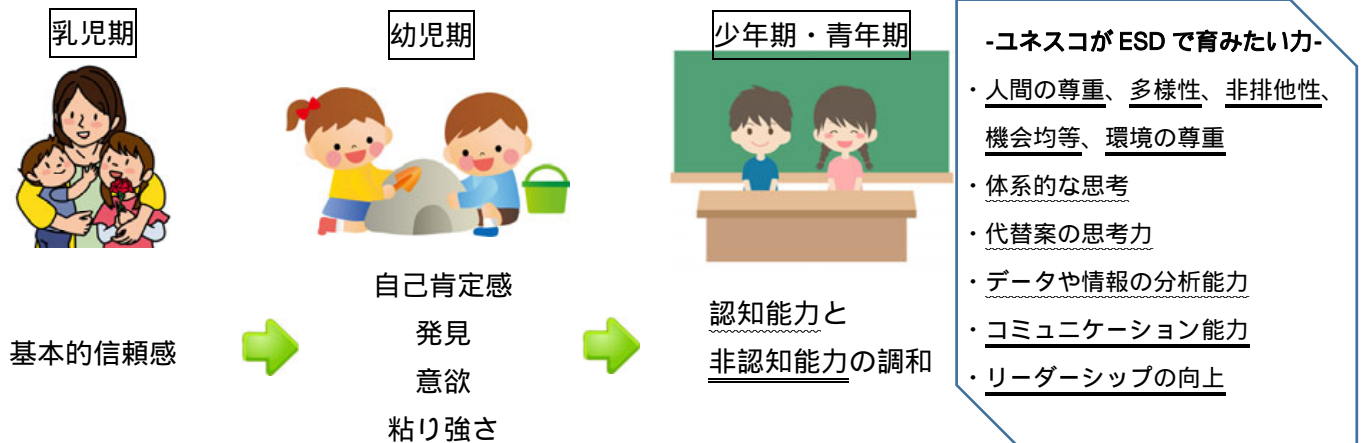 乳児期
基本的信頼感
幼児期
自己肯定感
発見
意欲
粘り強さ
少年期・青年期
認知能力と
非認知能力の調和
-ユネスコが ESD で育みたい力-
・人間の尊重、多様性、非排他性、
機会均等、環境の尊重
・体系的な思考
・代替案の思考力
・データや情報の分析能力
・コミュニケーション能力
・リーダーシップの向上